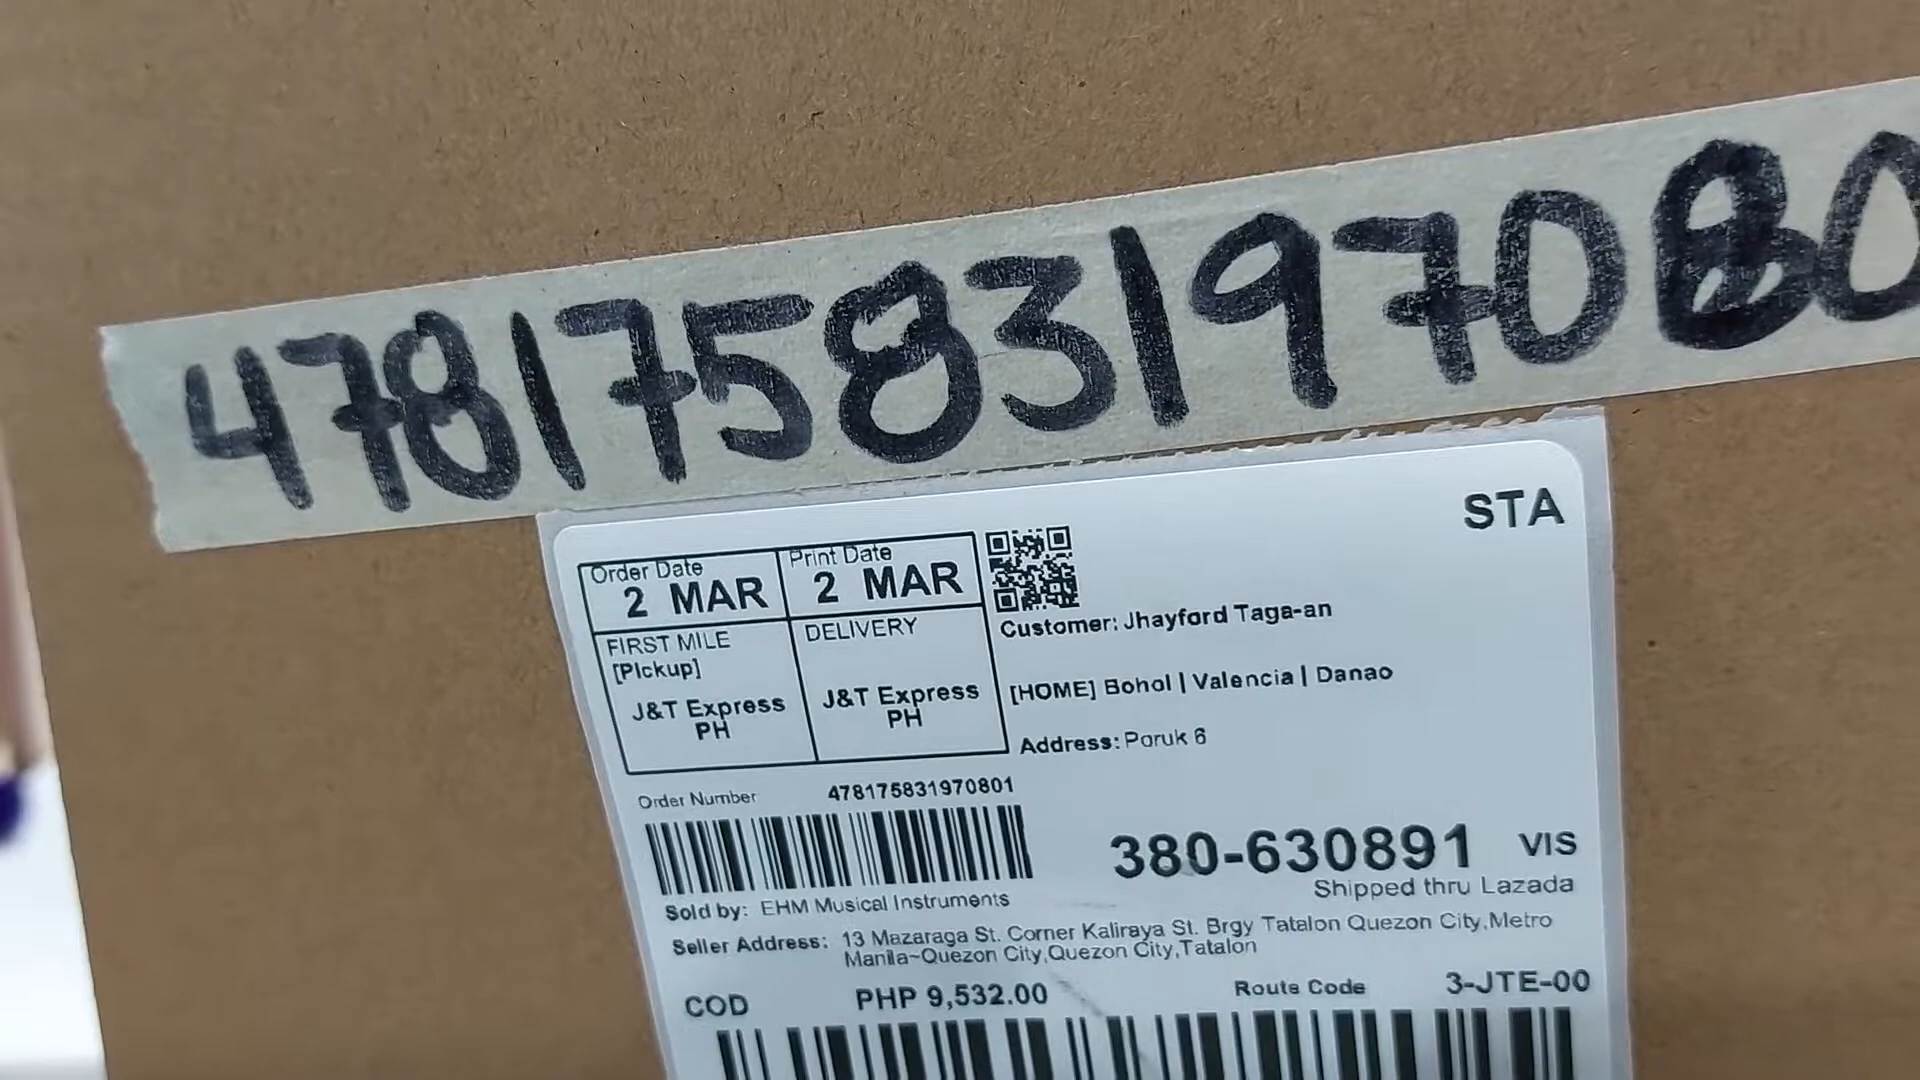 47817583197080
STA
Order Date
2 MAR
Print Date
2 MAR
FIRST MILE
[Pickup]
J&T Express
PH
DELIVERY
J&T Express
PH
Customer: Jhayford Taga-an
[HOME] Bohol | Valencia | Danao
Address: Poruk 6
Order Number 478175831970801
380-630891 VIS
Shipped thru Lazada
Sold by: EHM Musical Instruments
Seller Address: 13 Mazaraga St. Corner Kaliraya St. Brgy Tatalon Quezon City,Metro
Manila~Quezon City,Quezon City,Tatalon
COD PHP 9,532.00 Route Code 3-JTE-00